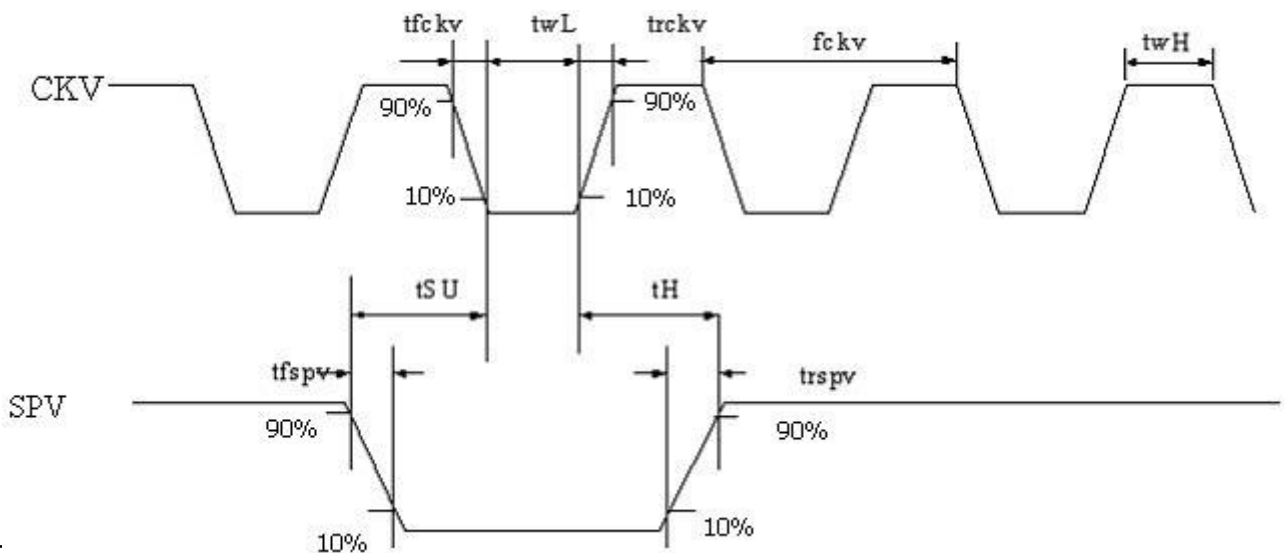 tfckv twL trckv fckv twH
CKV
90% 90%
10% 10%
tSU tH
tfspv trspv
SPV
90% 90%
10% 10%